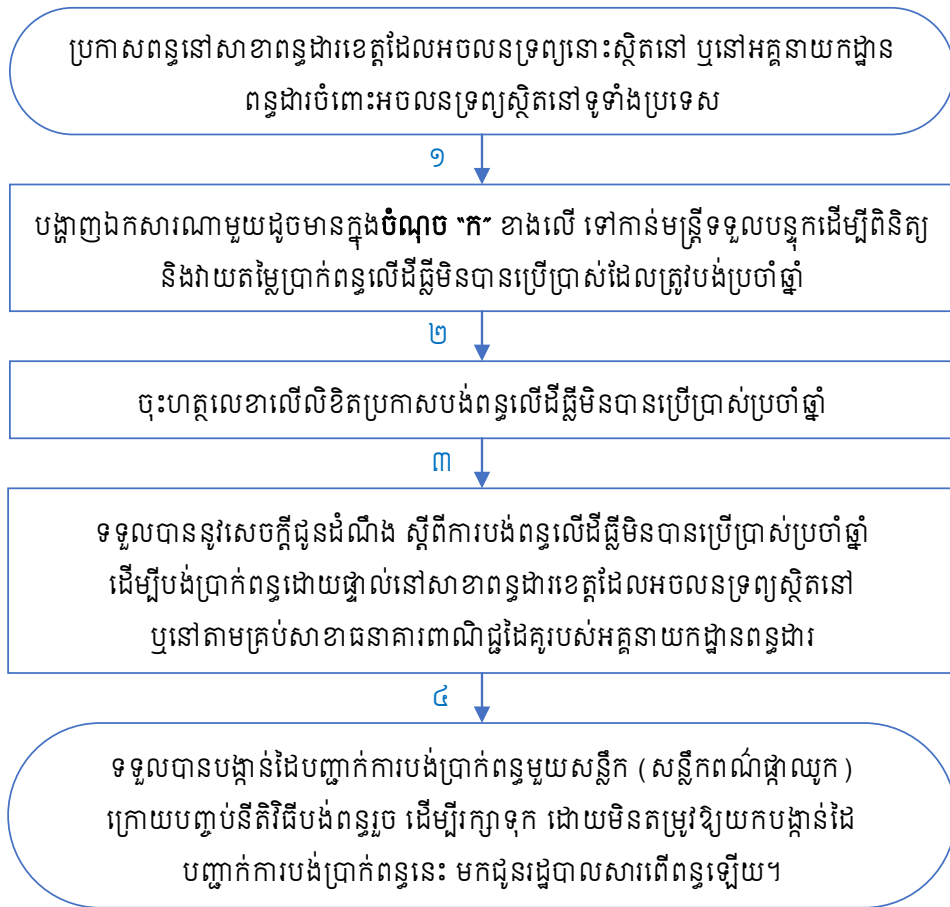 ប្រកាសពន្ធនៅសាខាពន្ធដារខេត្តដែលអចលនទ្រព្យនោះស្ថិតនៅ ឬនៅអគ្គនាយកដ្ឋាន
ពន្ធដារចំពោះអចលនទ្រព្យស្ថិតនៅទូទាំងប្រទេស
១
បង្ហាញឯកសារណាមួយដូចមានក្នុងចំណុច “ក” ខាងលើ ទៅកាន់មន្ត្រីទទួលបន្ទុកដើម្បីពិនិត្យ
និងវាយតម្លៃប្រាក់ពន្ធលើដីធ្លីមិនបានប្រើប្រាស់ដែលត្រូវបង់ប្រចាំឆ្នាំ
២
ចុះហត្ថលេខាលើលិខិតប្រកាសបង់ពន្ធលើដីធ្លីមិនបានប្រើប្រាស់ប្រចាំឆ្នាំ
៣
ទទួលបាននូវសេចក្តីជូនដំណឹង ស្តីពីការបង់ពន្ធលើដីធ្លីមិនបានប្រើប្រាស់ប្រចាំឆ្នាំ
ដើម្បីបង់ប្រាក់ពន្ធដោយផ្ទាល់នៅសាខាពន្ធដារខេត្តដែលអចលនទ្រព្យស្ថិតនៅ
ឬនៅតាមគ្រប់សាខាធនាគារពាណិជ្ជដៃគូរបស់អគ្គនាយកដ្ឋានពន្ធដារ
៤
ទទួលបានបង្កាន់ដៃបញ្ជាក់ការបង់ប្រាក់ពន្ធមួយសន្លឹក (សន្លឹកពណ៌ផ្កាឈូក)
ក្រោយបញ្ចប់នីតិវិធីបង់ពន្ធរួច ដើម្បីរក្សាទុក ដោយមិនតម្រូវឱ្យយកបង្កាន់ដៃ
បញ្ជាក់ការបង់ប្រាក់ពន្ធនេះ មកជូនរដ្ឋបាលសារពើពន្ធឡើយ។